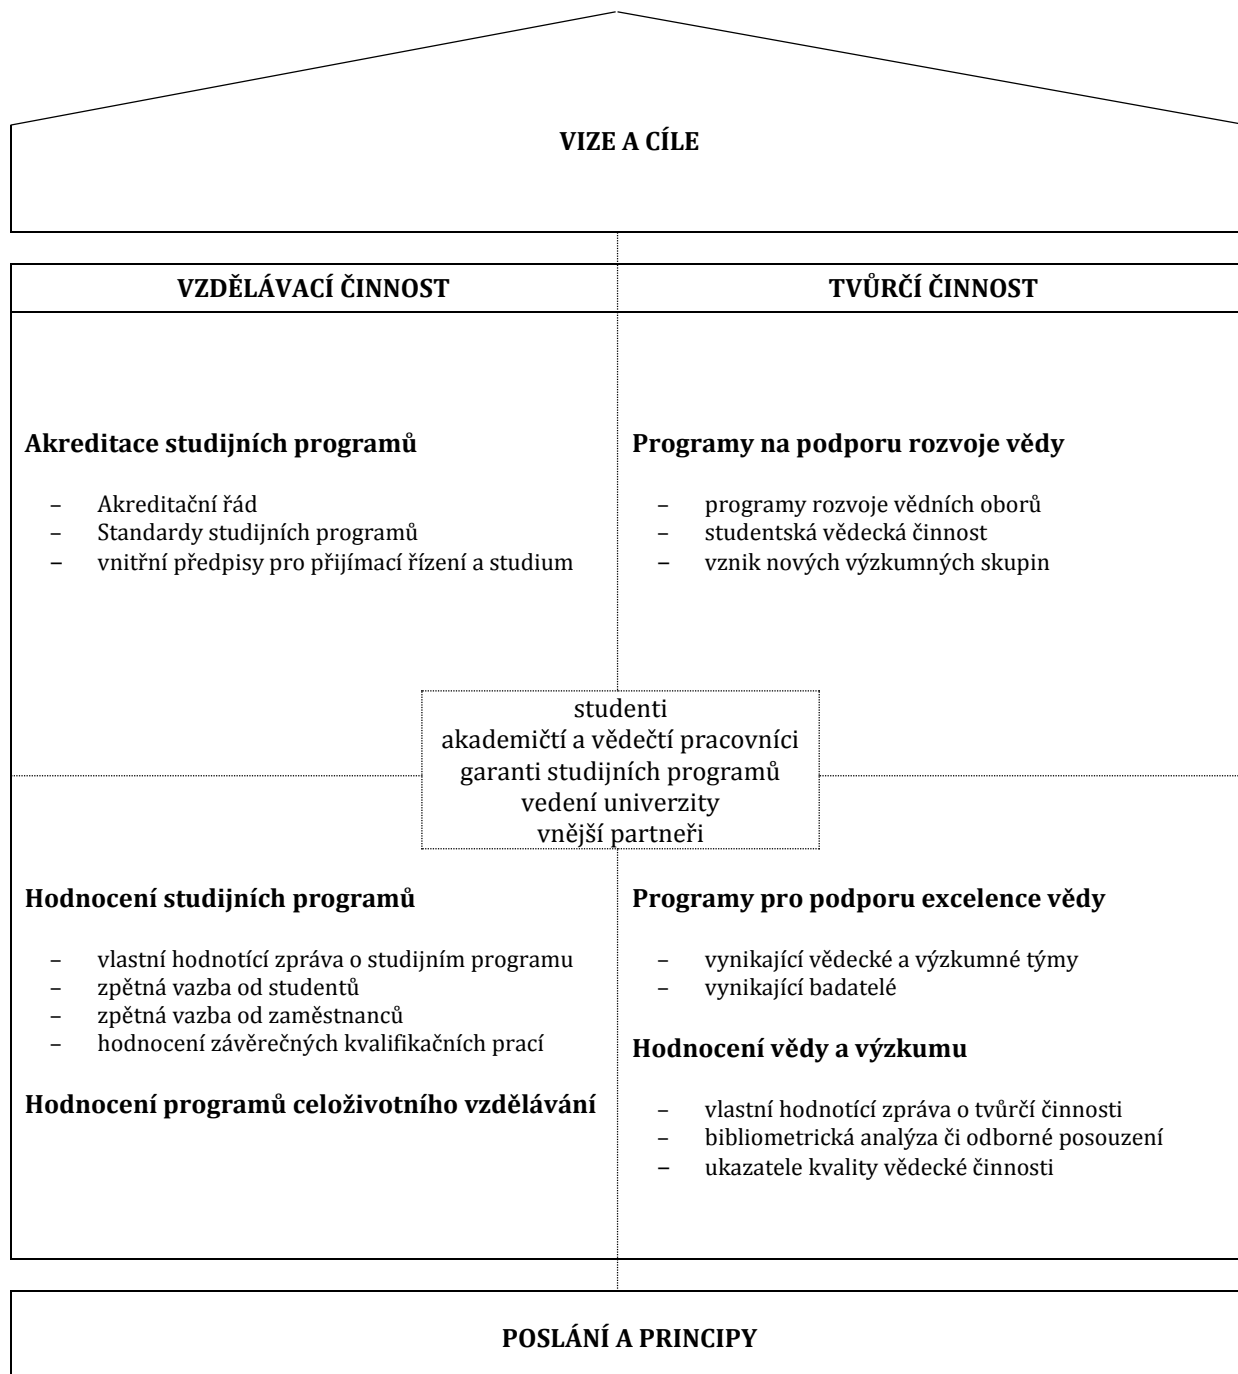 VIZE A CÍLE
VZDĚLÁVACÍ ČINNOST
TVŮRČÍ ČINNOST
Akreditace studijních programů
– Akreditační řád
– Standardy studijních programů
– vnitřní předpisy pro přijímací řízení a studium
Programy na podporu rozvoje vědy
– programy rozvoje vědních oborů
– studentská vědecká činnost
– vznik nových výzkumných skupin
studenti
akademičtí a vědečtí pracovníci
garanti studijních programů
vedení univerzity
vnější partneři
Hodnocení studijních programů
– vlastní hodnotící zpráva o studijním programu
– zpětná vazba od studentů
– zpětná vazba od zaměstnanců
– hodnocení závěrečných kvalifikačních prací
Hodnocení programů celoživotního vzdělávání
Programy pro podporu excelence vědy
– vynikající vědecké a výzkumné týmy
– vynikající badatelé
Hodnocení vědy a výzkumu
– vlastní hodnotící zpráva o tvůrčí činnosti
– bibliometrická analýza či odborné posouzení
– ukazatele kvality vědecké činnosti
POSLÁNÍ A PRINCIPY